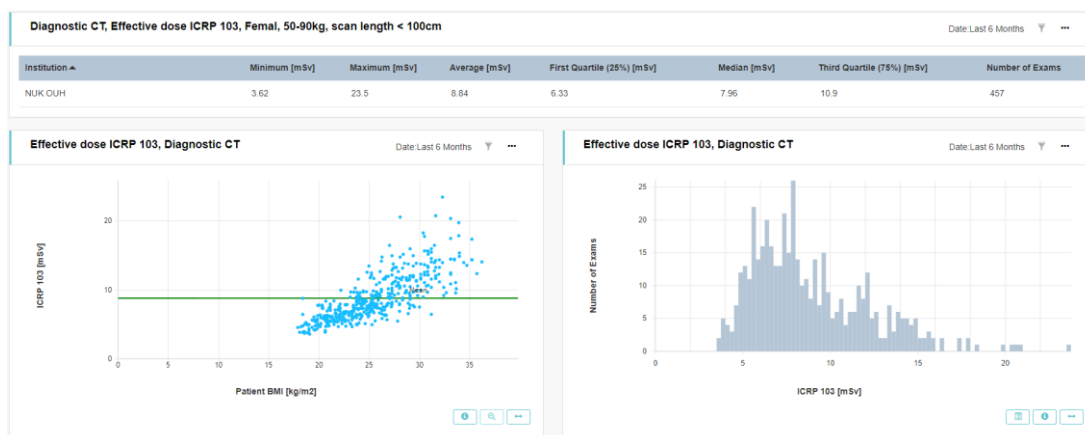 Diagnostic CT, Effective dose ICRP 103, Femal, 50-90kg, scan length < 100cm
Date:Last 6 Months
Institution Minimum [mSv] Maximum [mSv] Average [mSv] First Quartile (25%) [mSv] Median [mSv] Third Quartile (75%) [mSv] Number of Exams
NUK OUH 3.62 23.5 8.84 6.33 7.96 10.9 457
Effective dose ICRP 103, Diagnostic CT
Date:Last 6 Months
ICRP 103 [mSv]
20
10
0
Mean
0 5 10 15 20 25 30 35
Patient BMI [kg/m2]
Effective dose ICRP 103, Diagnostic CT
Date:Last 6 Months
Number of Exams
25
20
15
10
5
0
0 5 10 15 20
ICRP 103 [mSv]